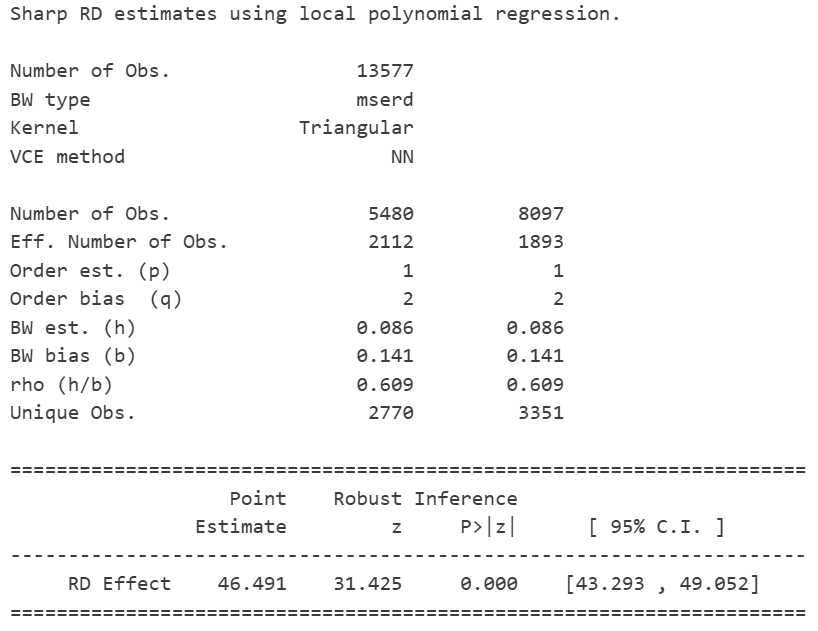 Sharp RD estimates using local polynomial regression.
Number of Obs. 13577
BW type mserd
Kernel Triangular
VCE method NN
Number of Obs. 5480 8097
Eff. Number of Obs. 2112 1893
Order est. (p) 1 1
Order bias (q) 2 2
BW est. (h) 0.086 0.086
BW bias (b) 0.141 0.141
rho (h/b) 0.609 0.609
Unique Obs. 2770 3351
=====================================================================
Point Robust Inference
Estimate z P>|z| [ 95% C.I. ]
---------------------------------------------------------------------
RD Effect 46.491 31.425 0.000 [43.293 , 49.052]
=====================================================================